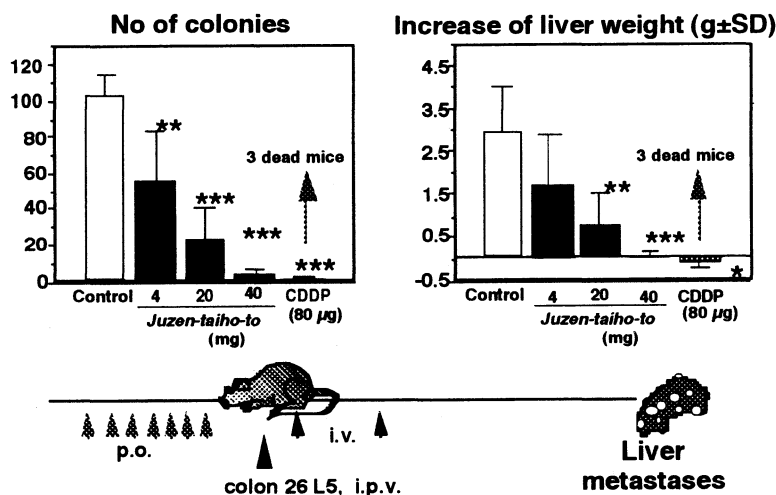 No of colonies
120
100
80
60
40
20
0
**
***
***
***
3 dead mice
Control
4
20
40
CDDP
(80 µg)
Juzen-taiho-to
(mg)
Increase of liver weight (g±SD)
4.5
3.5
2.5
1.5
0.5
-0.5
**
***
*
3 dead mice
Control
4
20
40
CDDP
(80 µg)
Juzen-taiho-to
(mg)
p.o.
i.v.
colon 26 L5, i.p.v.
Liver
metastases